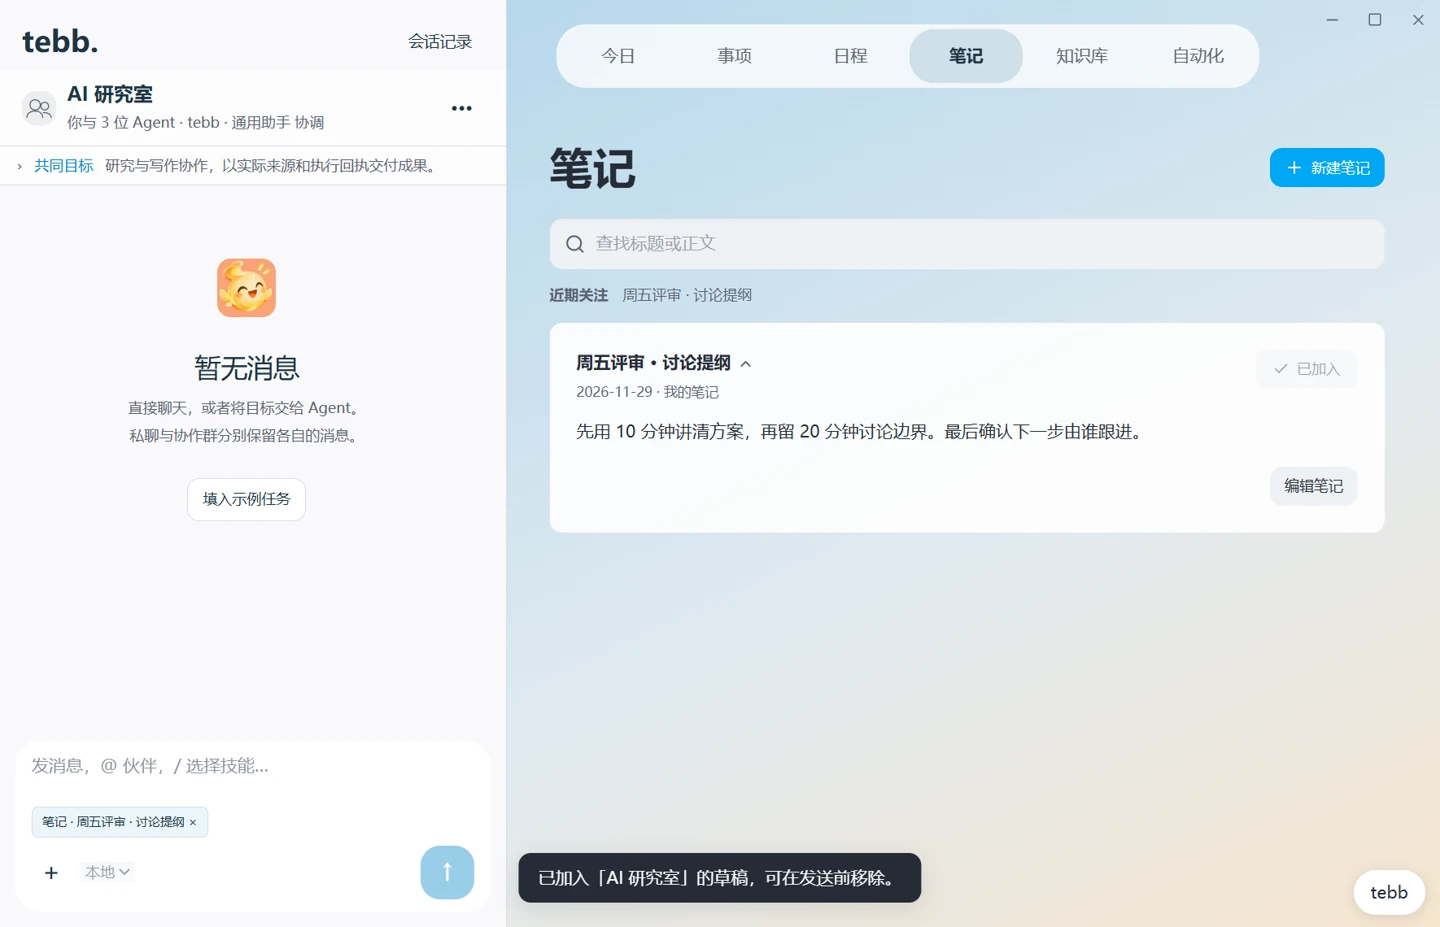 tebb.
会话记录
AI 研究室
你与 3 位 Agent · tebb · 通用助手 协调
共同目标 研究与写作协作，以实际来源和执行回执交付成果。
暂无消息
直接聊天，或者将目标交给 Agent。
私聊与协作群分别保留各自的消息。
填入示例任务
发消息，@ 伙伴，/ 选择技能...
笔记 · 周五评审 · 讨论提纲 ×
+ 本地
今日 事项 日程 笔记 知识库 自动化
笔记
+ 新建笔记
查找标题或正文
近期关注 周五评审 · 讨论提纲
周五评审 · 讨论提纲
已加入
2026-11-29 · 我的笔记
先用 10 分钟讲清方案，再留 20 分钟讨论边界。最后确认下一步由谁跟进。
编辑笔记
已加入「AI 研究室」的草稿，可在发送前移除。
tebb